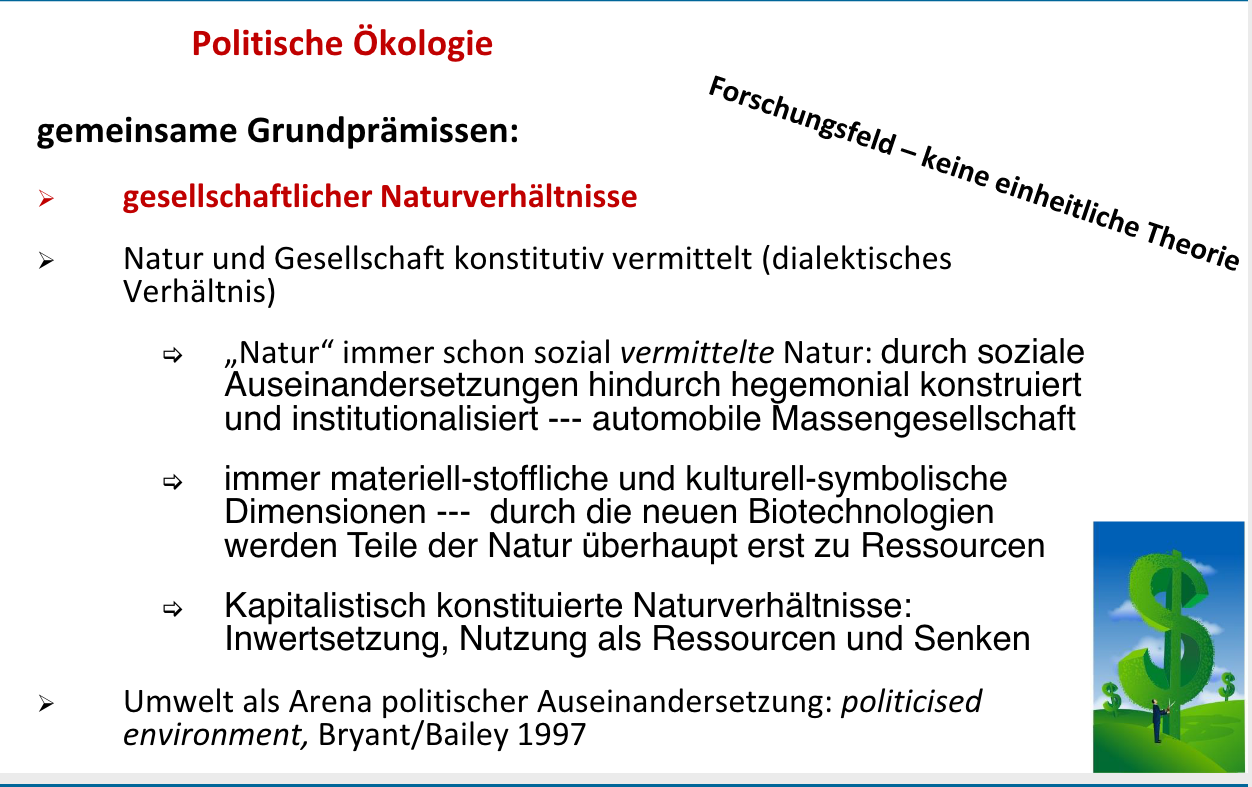 Politische Ökologie
Forschungsfeld – keine einheitliche Theorie
gemeinsame Grundprämissen:
gesellschaftlicher Naturverhältnisse
Natur und Gesellschaft konstitutiv vermittelt (dialektisches
Verhältnis)
„Natur“ immer schon sozial vermittelte Natur: durch soziale
Auseinandersetzungen hindurch hegemonial konstruiert
und institutionalisiert --- automobile Massengesellschaft
immer materiell-stoffliche und kulturell-symbolische
Dimensionen --- durch die neuen Biotechnologien
werden Teile der Natur überhaupt erst zu Ressourcen
Kapitalistisch konstituierte Naturverhältnisse:
Inwertsetzung, Nutzung als Ressourcen und Senken
Umwelt als Arena politischer Auseinandersetzung: politicised
environment, Bryant/Bailey 1997